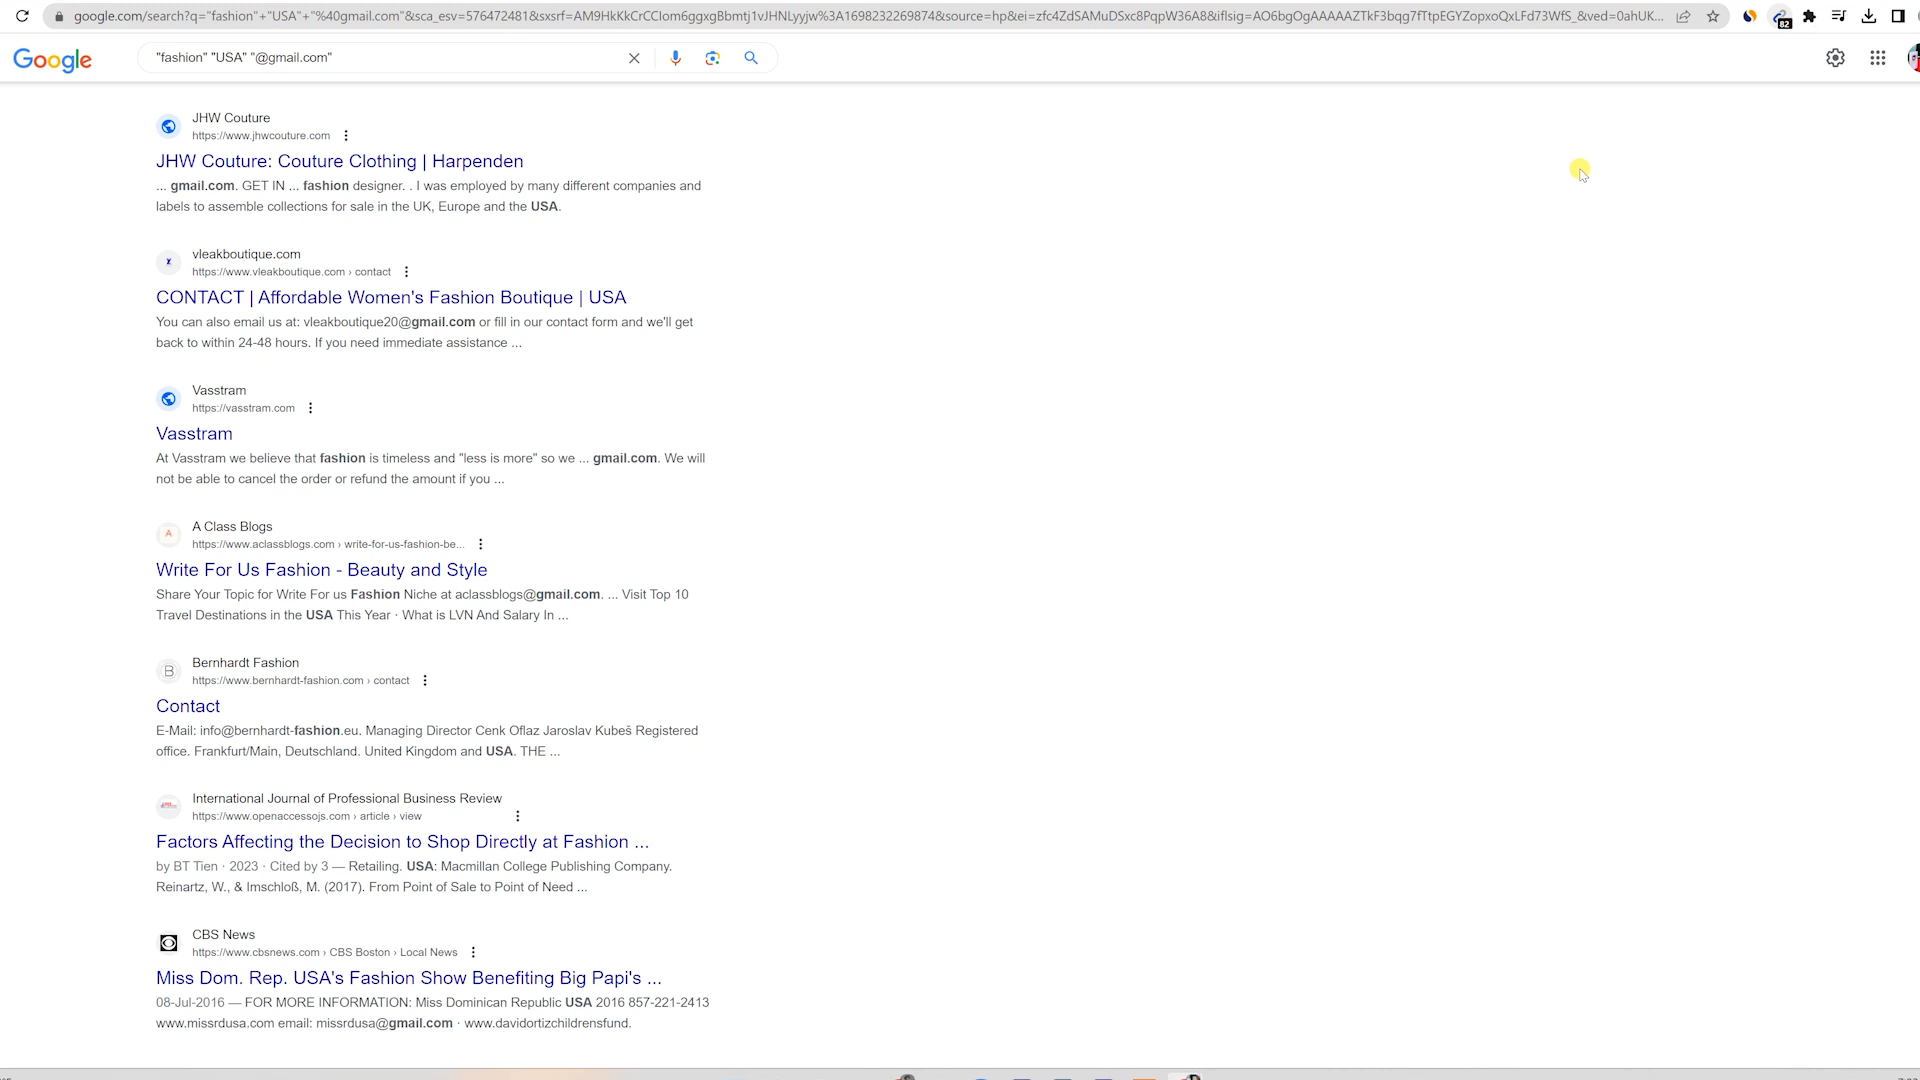 google.com/search?q="fashion"+"USA"+"%40gmail.com"&sca_esv=576472481&sxsrf=AM9HkKkCrCCIom6ggxgBbmtj1vJHNLyyjw%3A1698232269874&source=hp&ei=zfc4ZdSAMuDSxc8PqpW36A8&iflsig=AO6bgOgAAAAAZTkF3bqg7fTtpEGYZopxoQxLFd73WfS_&ved=0ahUK...
82
Google
"fashion" "USA" "@gmail.com"
JHW Couture
https://www.jhwcouture.com
JHW Couture: Couture Clothing | Harpenden
... gmail.com. GET IN ... fashion designer. . I was employed by many different companies and
labels to assemble collections for sale in the UK, Europe and the USA.
vleakboutique.com
https://www.vleakboutique.com › contact
CONTACT | Affordable Women's Fashion Boutique | USA
You can also email us at: vleakboutique20@gmail.com or fill in our contact form and we'll get
back to within 24-48 hours. If you need immediate assistance ...
Vasstram
https://vasstram.com
Vasstram
At Vasstram we believe that fashion is timeless and "less is more" so we ... gmail.com. We will
not be able to cancel the order or refund the amount if you ...
A Class Blogs
https://www.aclassblogs.com › write-for-us-fashion-be...
Write For Us Fashion - Beauty and Style
Share Your Topic for Write For us Fashion Niche at aclassblogs@gmail.com. ... Visit Top 10
Travel Destinations in the USA This Year · What is LVN And Salary In ...
B
Bernhardt Fashion
https://www.bernhardt-fashion.com › contact
Contact
E-Mail: info@bernhardt-fashion.eu. Managing Director Cenk Oflaz Jaroslav Kubeš Registered
office. Frankfurt/Main, Deutschland. United Kingdom and USA. THE ...
International Journal of Professional Business Review
https://www.openaccessojs.com › article › view
Factors Affecting the Decision to Shop Directly at Fashion ...
by BT Tien · 2023 · Cited by 3 — Retailing. USA: Macmillan College Publishing Company.
Reinartz, W., & Imschloß, M. (2017). From Point of Sale to Point of Need ...
CBS News
https://www.cbsnews.com › CBS Boston › Local News
Miss Dom. Rep. USA's Fashion Show Benefiting Big Papi's ...
08-Jul-2016 — FOR MORE INFORMATION: Miss Dominican Republic USA 2016 857-221-2413
www.missrdusa.com email: missrdusa@gmail.com · www.davidortizchildrensfund.